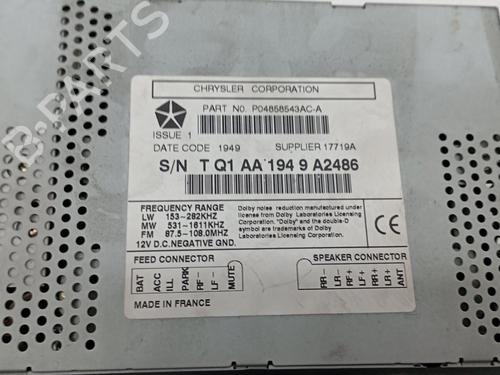 CHRYSLER CORPORATION
PART NO. P04858543AC-A
ISSUE 1
DATE CODE 1949 SUPPLIER 17719A
S/N T Q1 AA 194 9 A2486
FREQUENCY RANGE
LW 153-282KHZ
MW 531-1611KHZ
FM 87.5-108.0MHZ
12V D.C.NEGATIVE GND.
Dolby noise reduction manufactured under
license from Dolby Laboratories Licensing
Corporation. "Dolby" and the double-D
symbol are trademarks of Dolby
Laboratories Licensing Corporation.
CE
FEED CONNECTOR
BAT
ACC
ILL
PARK
RF-
LF-
MUTE
SPEAKER CONNECTOR
RR-
LR-
RF+
LF+
RR+
LR+
ANT
MADE IN FRANCE